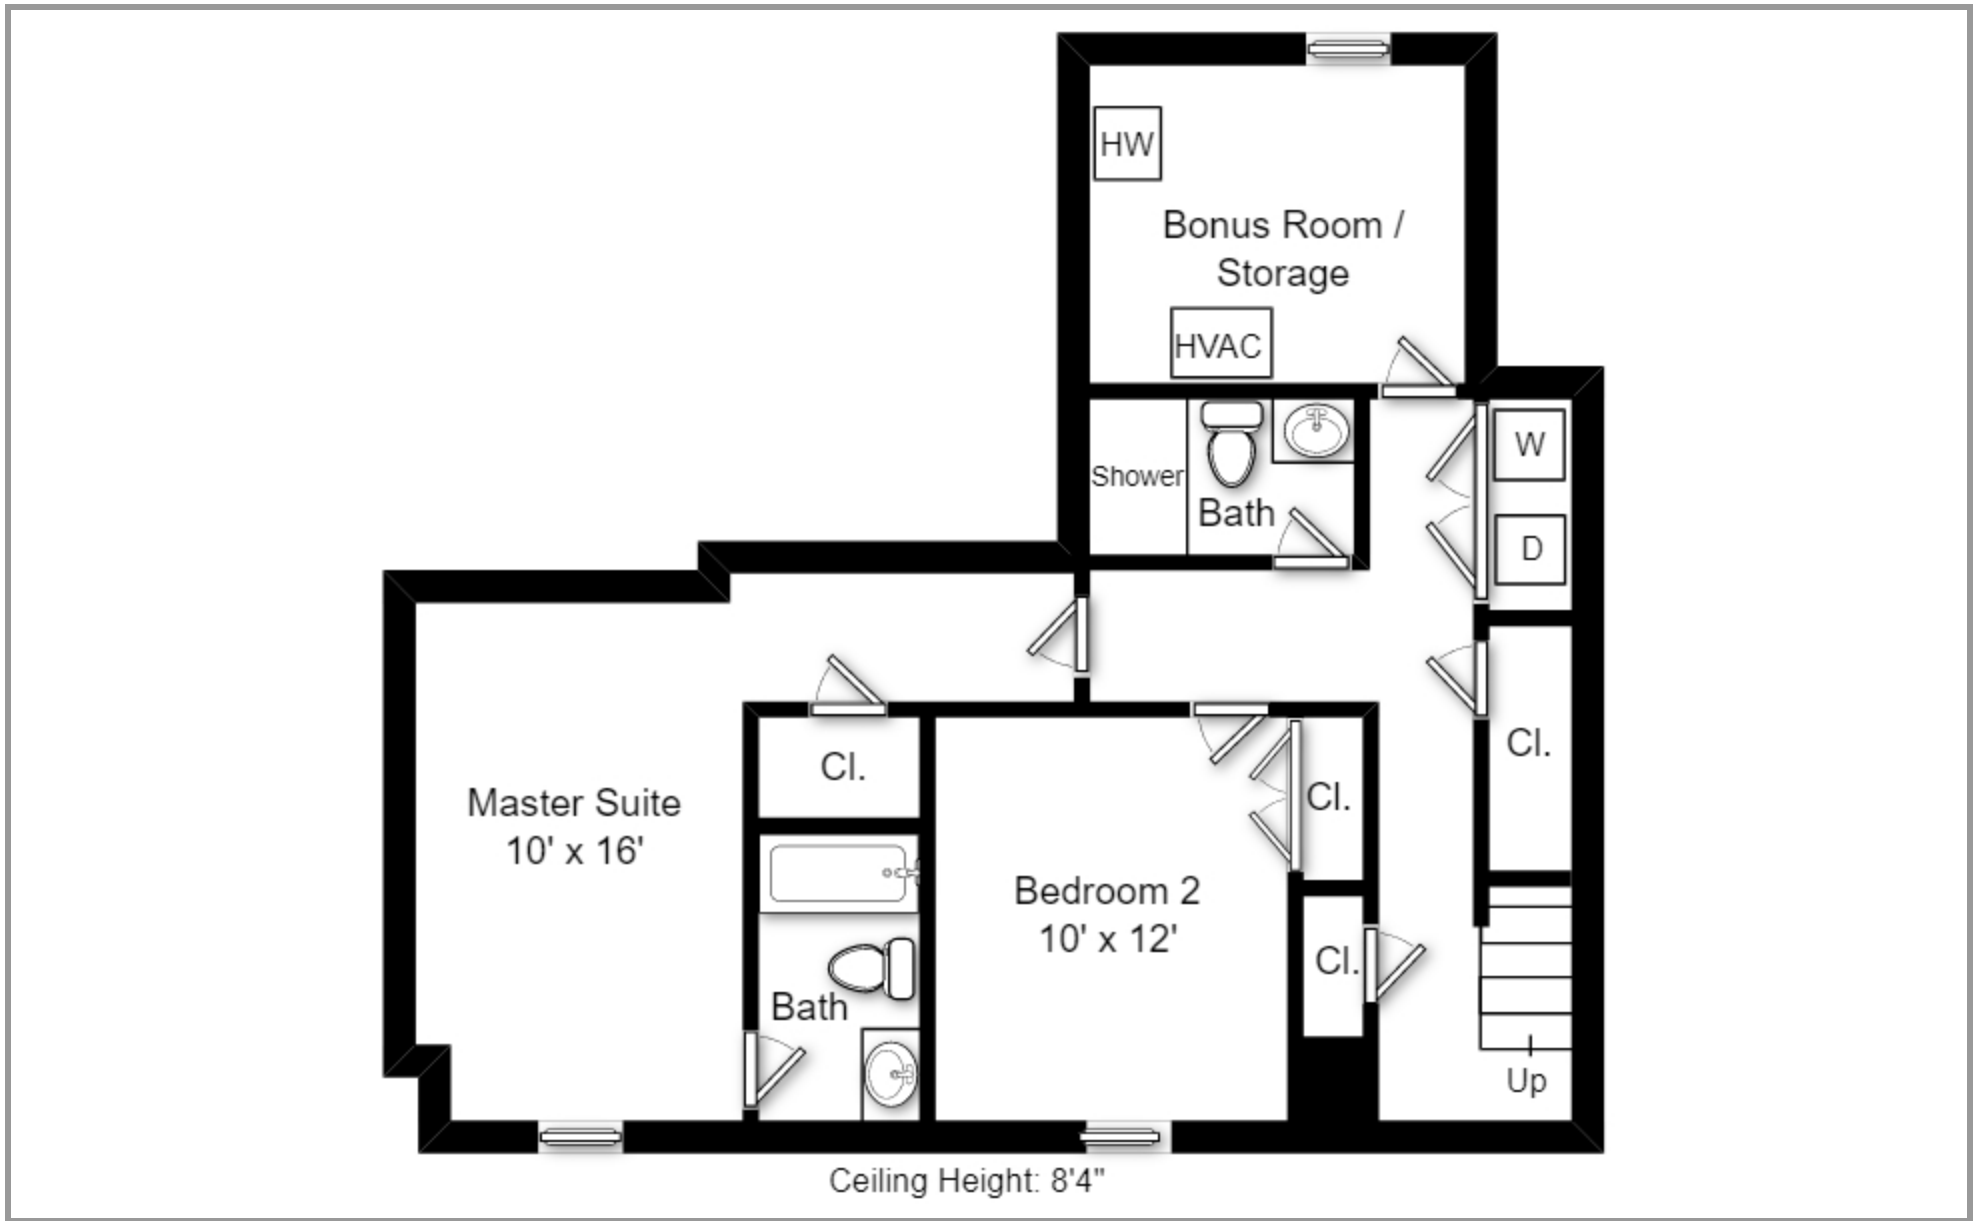 HW
Bonus Room /
Storage
HVAC
Shower
Bath
W
D
Cl.
Cl.
Cl.
Master Suite
10' x 16'
Bedroom 2
10' x 12'
Cl.
Bath
Up
Ceiling Height: 8'4"